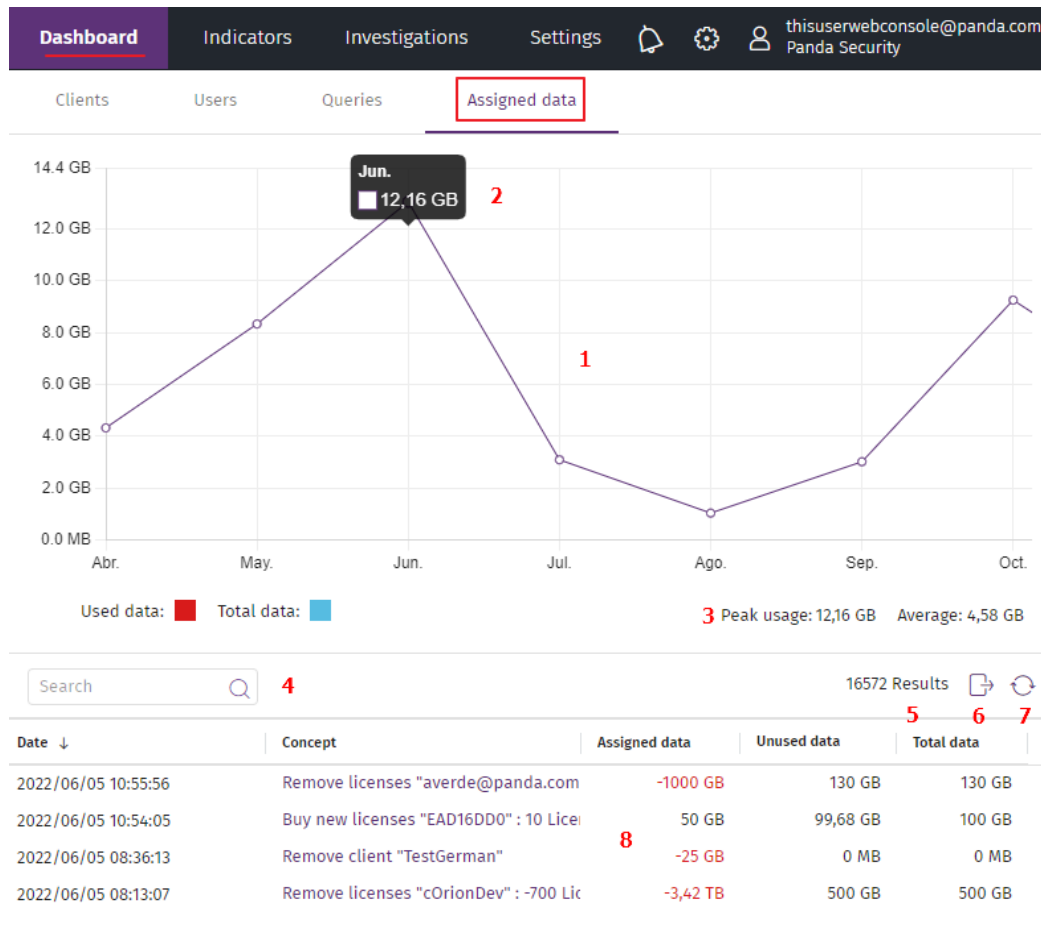 Dashboard Indicators Investigations Settings thisuserwebconsole@panda.com
Panda Security
Clients Users Queries Assigned data
14.4 GB
Jun.
12,16 GB 2
12.0 GB
10.0 GB
8.0 GB
1
6.0 GB
4.0 GB
2.0 GB
0.0 MB
Abr. May. Jun. Jul. Ago. Sep. Oct.
Used data: Total data: 3 Peak usage: 12,16 GB Average: 4,58 GB
Search 4 16572 Results
5 6 7
Date ↓ Concept Assigned data Unused data Total data
2022/06/05 10:55:56 Remove licenses "averde@panda.com -1000 GB 130 GB 130 GB
2022/06/05 10:54:05 Buy new licenses "EAD16DD0" : 10 Licen 50 GB 99,68 GB 100 GB
8
2022/06/05 08:36:13 Remove client "TestGerman" -25 GB 0 MB 0 MB
2022/06/05 08:13:07 Remove licenses "cOrionDev" : -700 Lic -3,42 TB 500 GB 500 GB